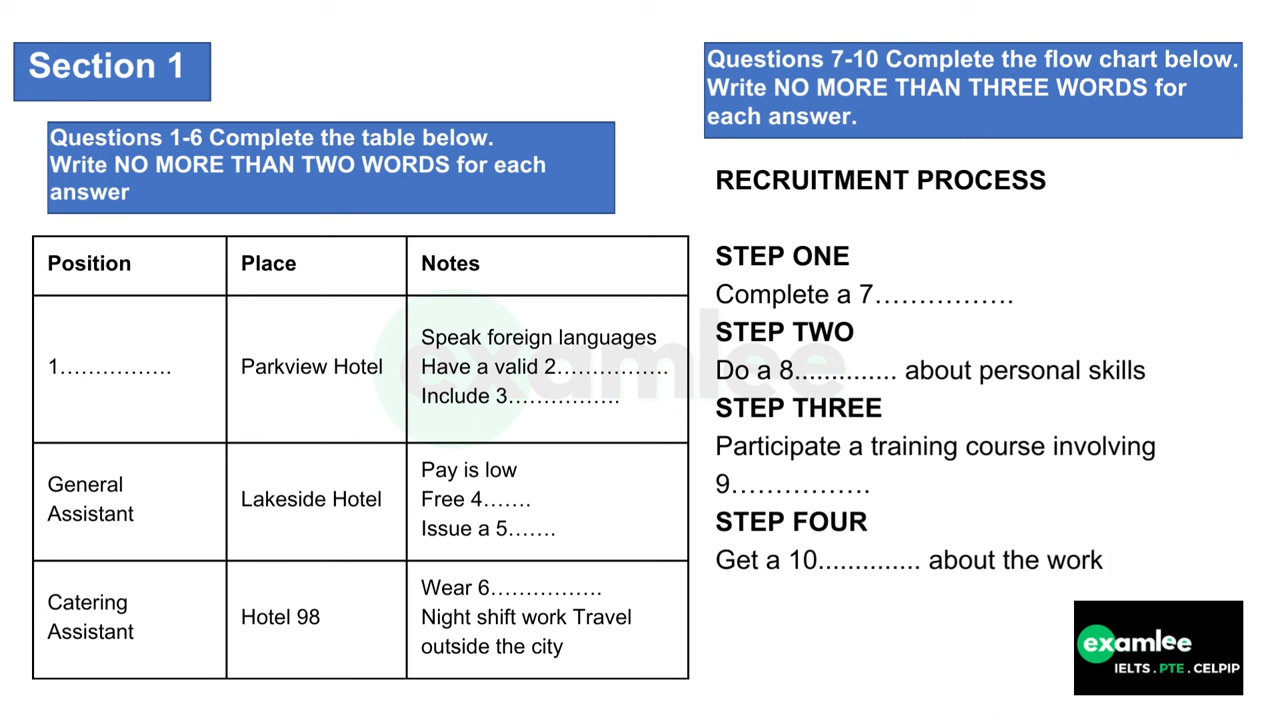 Section 1
Questions 1-6 Complete the table below.
Write NO MORE THAN TWO WORDS for each
answer
Position
Place
Notes
1…………….
Parkview Hotel
Speak foreign languages
Have a valid 2…………….
Include 3…………….
General
Assistant
Lakeside Hotel
Pay is low
Free 4…….
Issue a 5…….
Catering
Assistant
Hotel 98
Wear 6…………….
Night shift work Travel
outside the city
Questions 7-10 Complete the flow chart below.
Write NO MORE THAN THREE WORDS for
each answer.
RECRUITMENT PROCESS
STEP ONE
Complete a 7…………….
STEP TWO
Do a 8.............. about personal skills
STEP THREE
Participate a training course involving
9…………….
STEP FOUR
Get a 10.............. about the work
examlee
examlee
IELTS . PTE . CELPIP